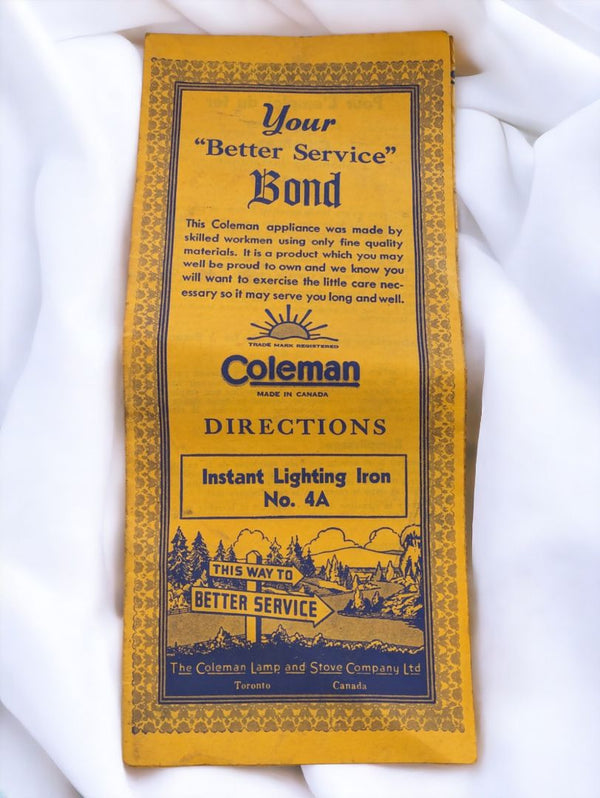 Your
"Better Service"
Bond
This Coleman appliance was made by
skilled workmen using only fine quality
materials. It is a product which you may
well be proud to own and we know you
will want to exercise the little care nec-
essary so it may serve you long and well.
TRADE MARK REGISTERED
Coleman
MADE IN CANADA
DIRECTIONS
Instant Lighting Iron
No. 4A
THIS WAY TO
BETTER SERVICE
The Coleman Lamp and Stove Company Ltd
Toronto Canada